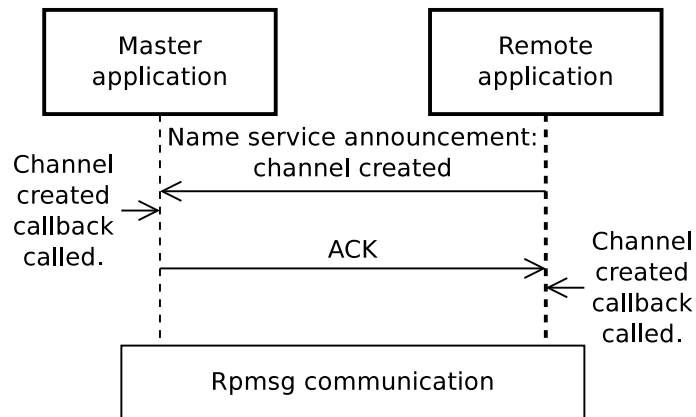 Master
application
Remote
application
Name service announcement:
channel created
Channel
created
callback
called.
ACK
Channel
created
callback
called.
Rpmsg communication